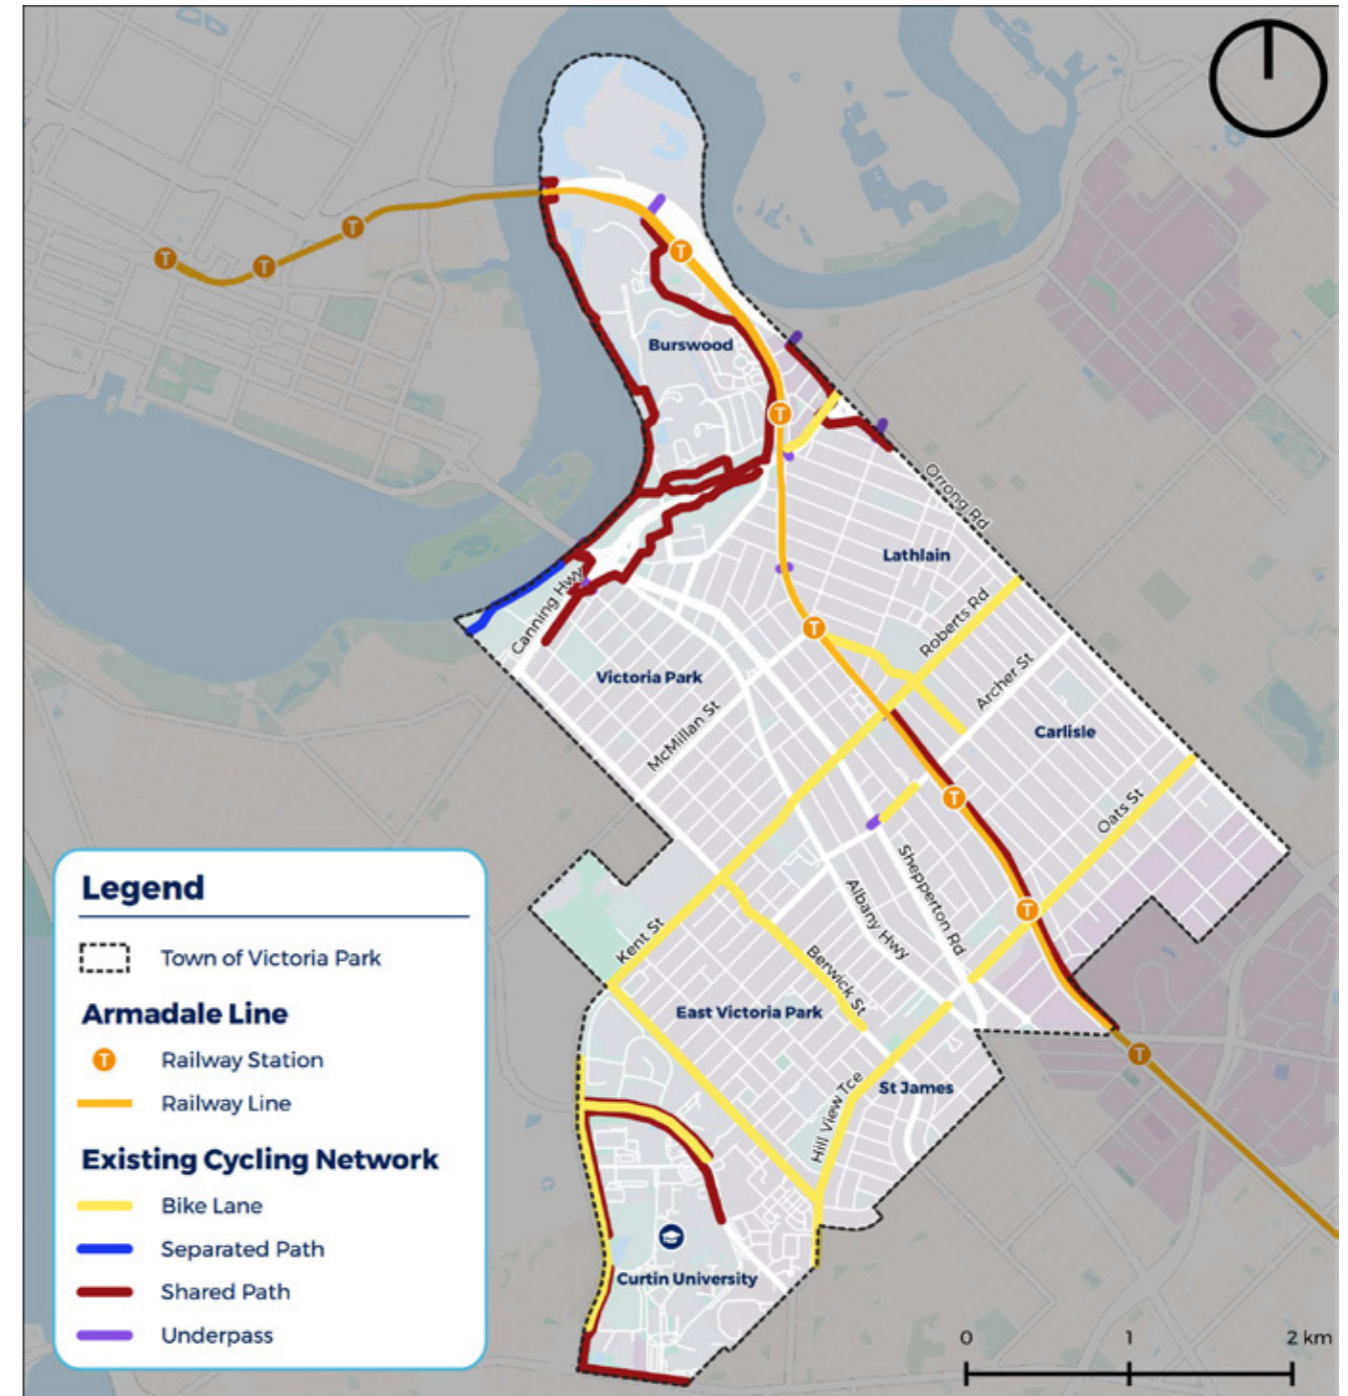 T
T
T
T
Burswood
T
Orrong Rd
Lathlain
Canning Hwy
Roberts Rd
T
Victoria Park
Archer St
McMillan St
Carlisle
T
Oats St
Shepperton Rd
Albany Hwy
T
Kent St
Berwick St
East Victoria Park
T
St James
Hill View Tce
Curtin University
Legend
Town of Victoria Park
Armadale Line
T Railway Station
Railway Line
Existing Cycling Network
Bike Lane
Separated Path
Shared Path
Underpass
0 1 2 km